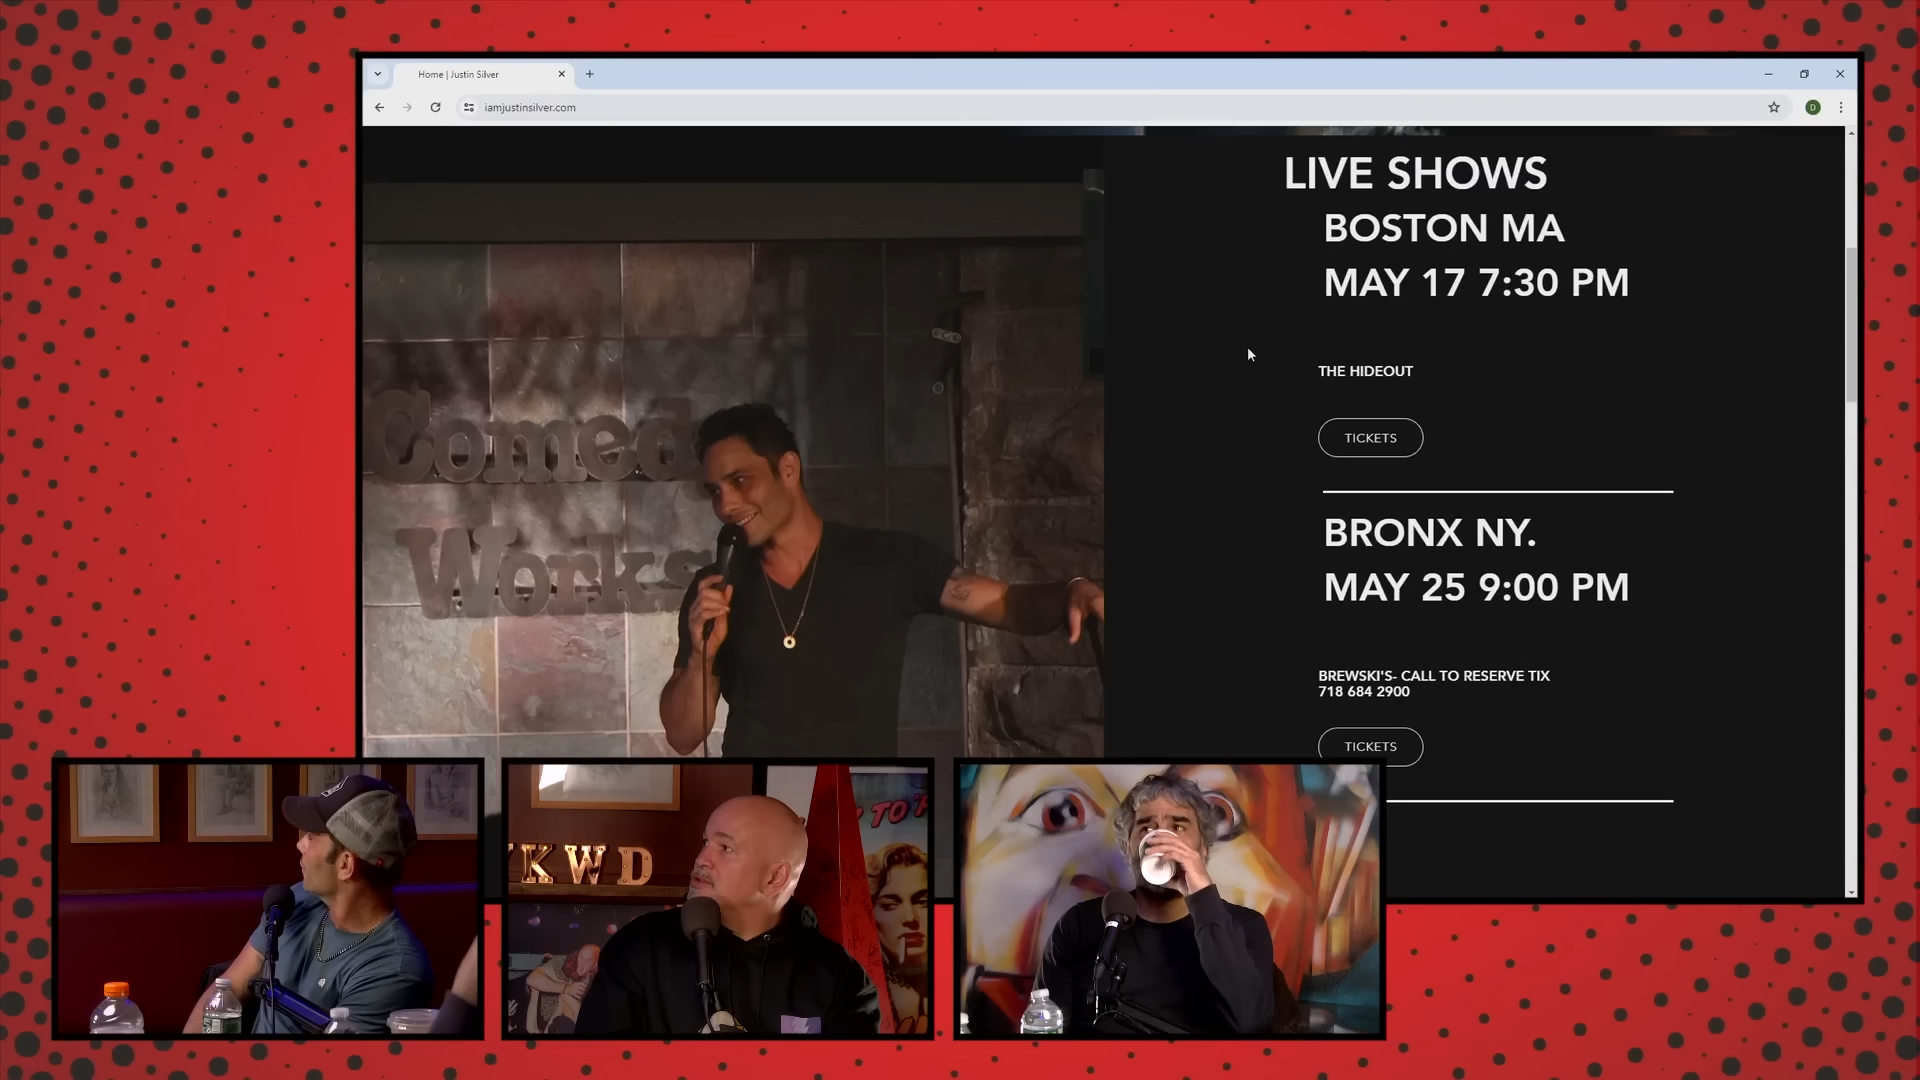 Home | Justin Silver
iamjustinsilver.com
D
LIVE SHOWS
BOSTON MA
MAY 17 7:30 PM
THE HIDEOUT
TICKETS
BRONX NY.
MAY 25 9:00 PM
BREWSKI'S- CALL TO RESERVE TIX
718 684 2900
TICKETS
Comedy
Works
KWD
TO